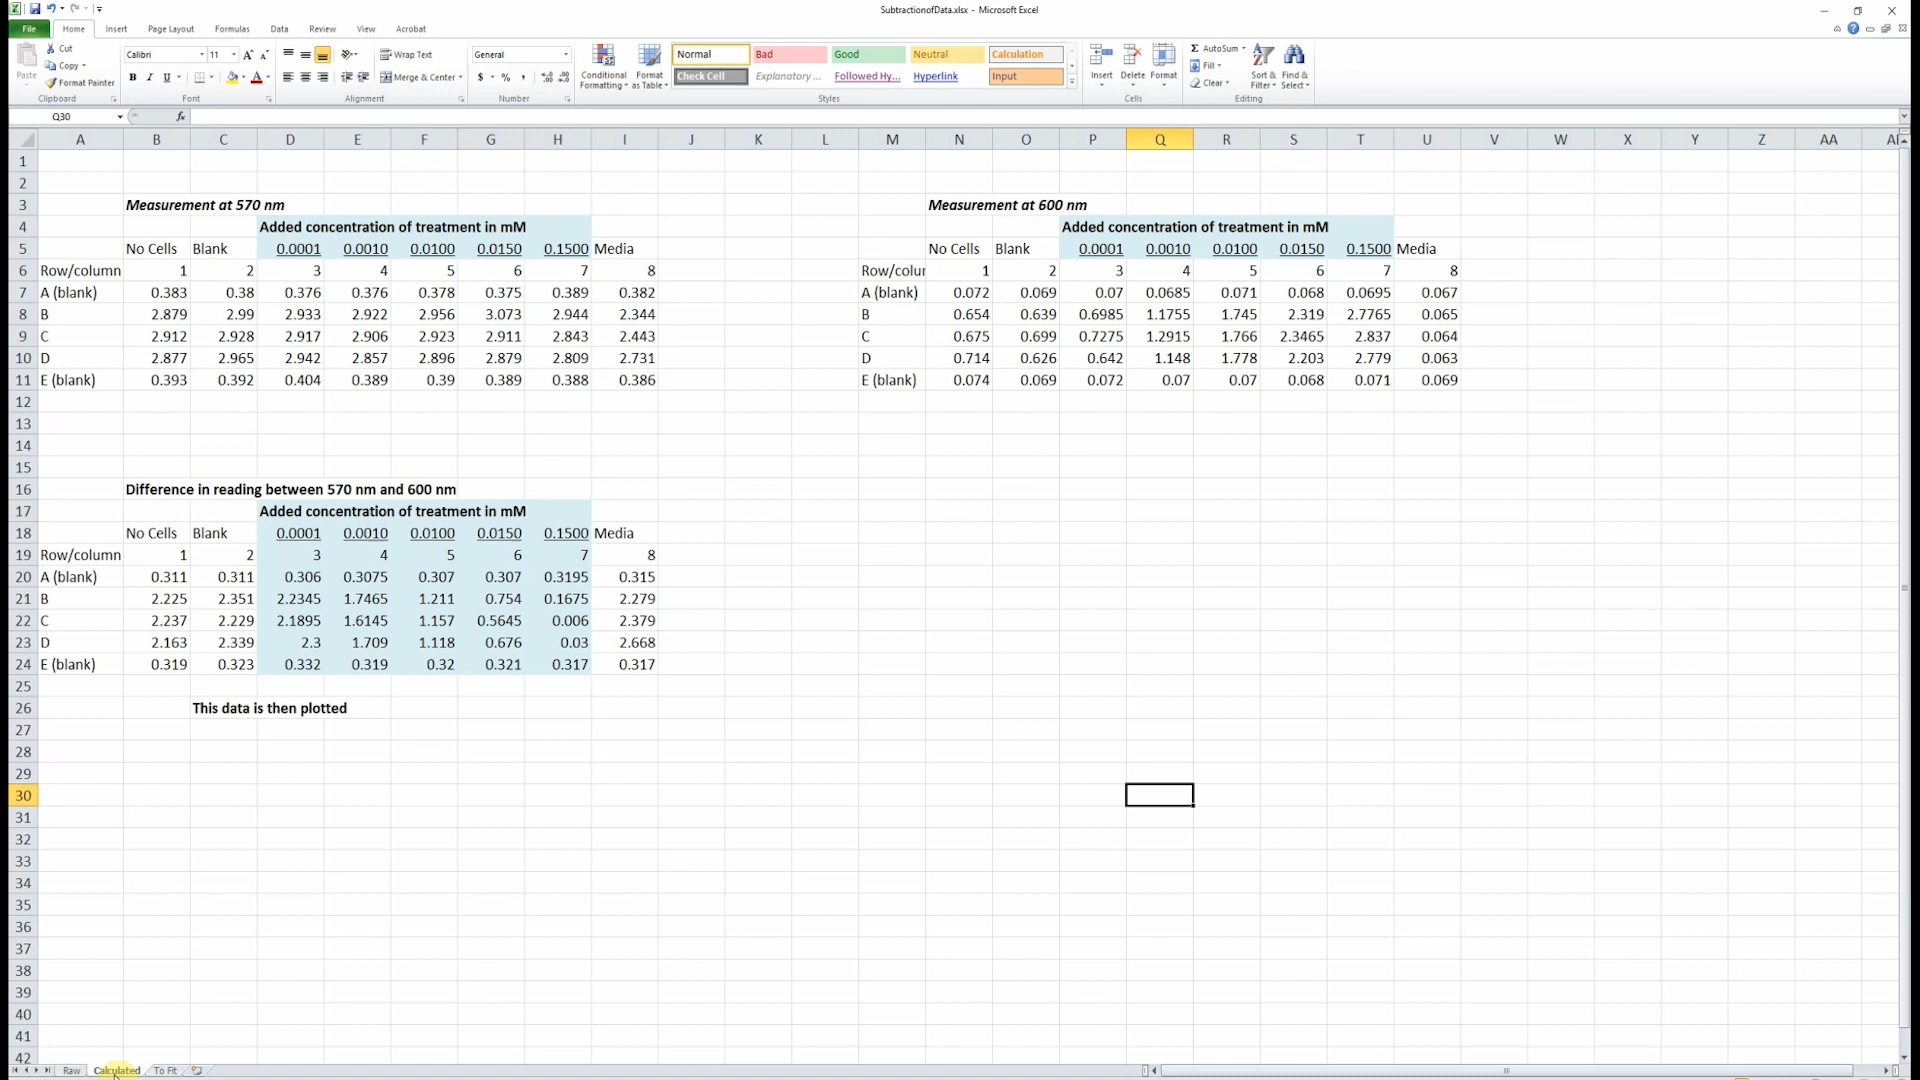 SubtractionofData.xlsx - Microsoft Excel
File Home Insert Page Layout Formulas Data Review View Acrobat
Cut Calibri 11 Wrap Text General Normal Bad Good Neutral Calculation AutoSum
Copy Fill
Paste Conditional Format Insert Delete Format Sort & Find &
Format Painter B I U Merge & Center $ % , Formatting as Table Check Cell Explanatory ... Followed Hy... Hyperlink Input Clear Filter Select
Clipboard Font Alignment Number Styles Cells Editing
Q30 fx
A B C D E F G H I J K L M N O P Q R S T U V W X Y Z AA
1
2
3 Measurement at 570 nm Measurement at 600 nm
4 Added concentration of treatment in mM Added concentration of treatment in mM
5 No Cells Blank 0.0001 0.0010 0.0100 0.0150 0.1500 Media No Cells Blank 0.0001 0.0010 0.0100 0.0150 0.1500 Media
6 Row/column 1 2 3 4 5 6 7 8 Row/colur 1 2 3 4 5 6 7 8
7 A (blank) 0.383 0.38 0.376 0.376 0.378 0.375 0.389 0.382 A (blank) 0.072 0.069 0.07 0.0685 0.071 0.068 0.0695 0.067
8 B 2.879 2.99 2.933 2.922 2.956 3.073 2.944 2.344 B 0.654 0.639 0.6985 1.1755 1.745 2.319 2.7765 0.065
9 C 2.912 2.928 2.917 2.906 2.923 2.911 2.843 2.443 C 0.675 0.699 0.7275 1.2915 1.766 2.3465 2.837 0.064
10 D 2.877 2.965 2.942 2.857 2.896 2.879 2.809 2.731 D 0.714 0.626 0.642 1.148 1.778 2.203 2.779 0.063
11 E (blank) 0.393 0.392 0.404 0.389 0.39 0.389 0.388 0.386 E (blank) 0.074 0.069 0.072 0.07 0.07 0.068 0.071 0.069
12
13
14
15
16 Difference in reading between 570 nm and 600 nm
17 Added concentration of treatment in mM
18 No Cells Blank 0.0001 0.0010 0.0100 0.0150 0.1500 Media
19 Row/column 1 2 3 4 5 6 7 8
20 A (blank) 0.311 0.311 0.306 0.3075 0.307 0.307 0.3195 0.315
21 B 2.225 2.351 2.2345 1.7465 1.211 0.754 0.1675 2.279
22 C 2.237 2.229 2.1895 1.6145 1.157 0.5645 0.006 2.379
23 D 2.163 2.339 2.3 1.709 1.118 0.676 0.03 2.668
24 E (blank) 0.319 0.323 0.332 0.319 0.32 0.321 0.317 0.317
25
26 This data is then plotted
27
28
29
30
31
32
33
34
35
36
37
38
39
40
41
42
Raw Calculated To Fit